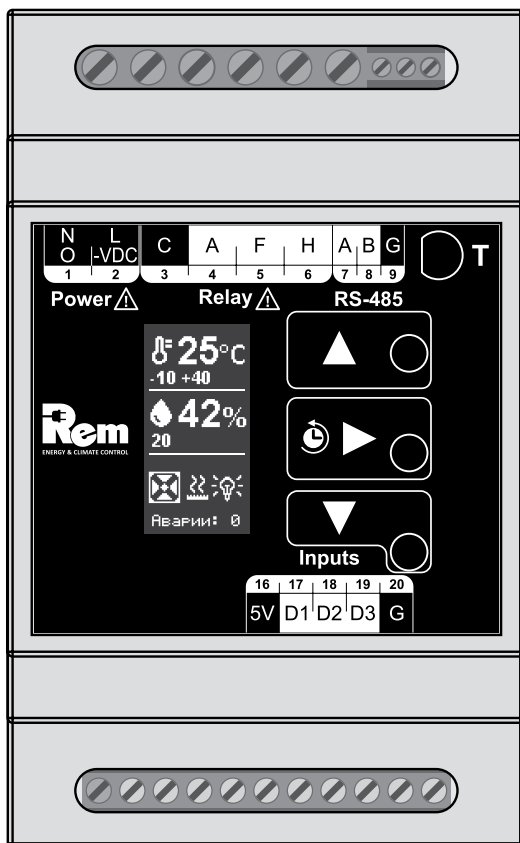 N L C A F H A B G
O -VDC
1 2 3 4 5 6 7 8 9
T
Power Relay RS-485
25°C
-10 +40
42%
20
Rem
ENERGY & CLIMATE CONTROL
Аварии: 0
Inputs
16 17 18 19 20
5V D1 D2 D3 G